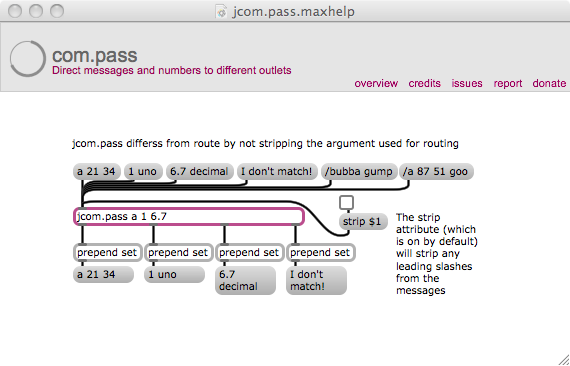 jcom.pass.maxhelp
com.pass
Direct messages and numbers to different outlets
overview credits issues report donate
jcom.pass differss from route by not stripping the argument used for routing
a 21 34 1 uno 6.7 decimal I don't match! /bubba gump /a 87 51 goo
jcom.pass a 1 6.7
strip $1
The strip
attribute (which
is on by default)
will strip any
leading slashes
from the
messages
prepend set prepend set prepend set prepend set
a 21 34 1 uno
6.7
decimal
I don't
match!